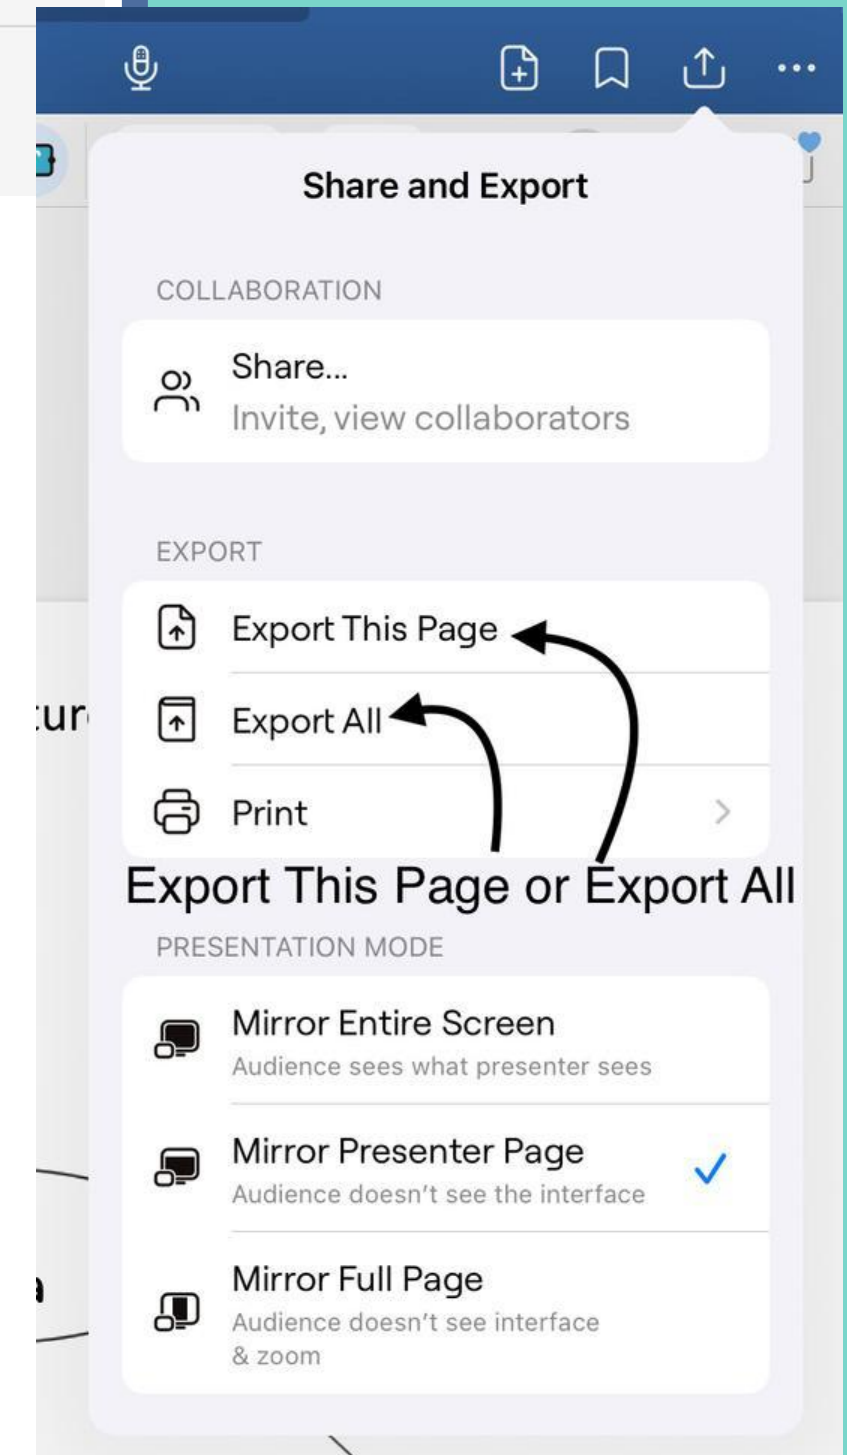 Share and Export
COLLABORATION
Share...
Invite, view collaborators
EXPORT
Export This Page
Export All
Print
Export This Page or Export All
PRESENTATION MODE
Mirror Entire Screen
Audience sees what presenter sees
Mirror Presenter Page
Audience doesn't see the interface
Mirror Full Page
Audience doesn't see interface
& zoom